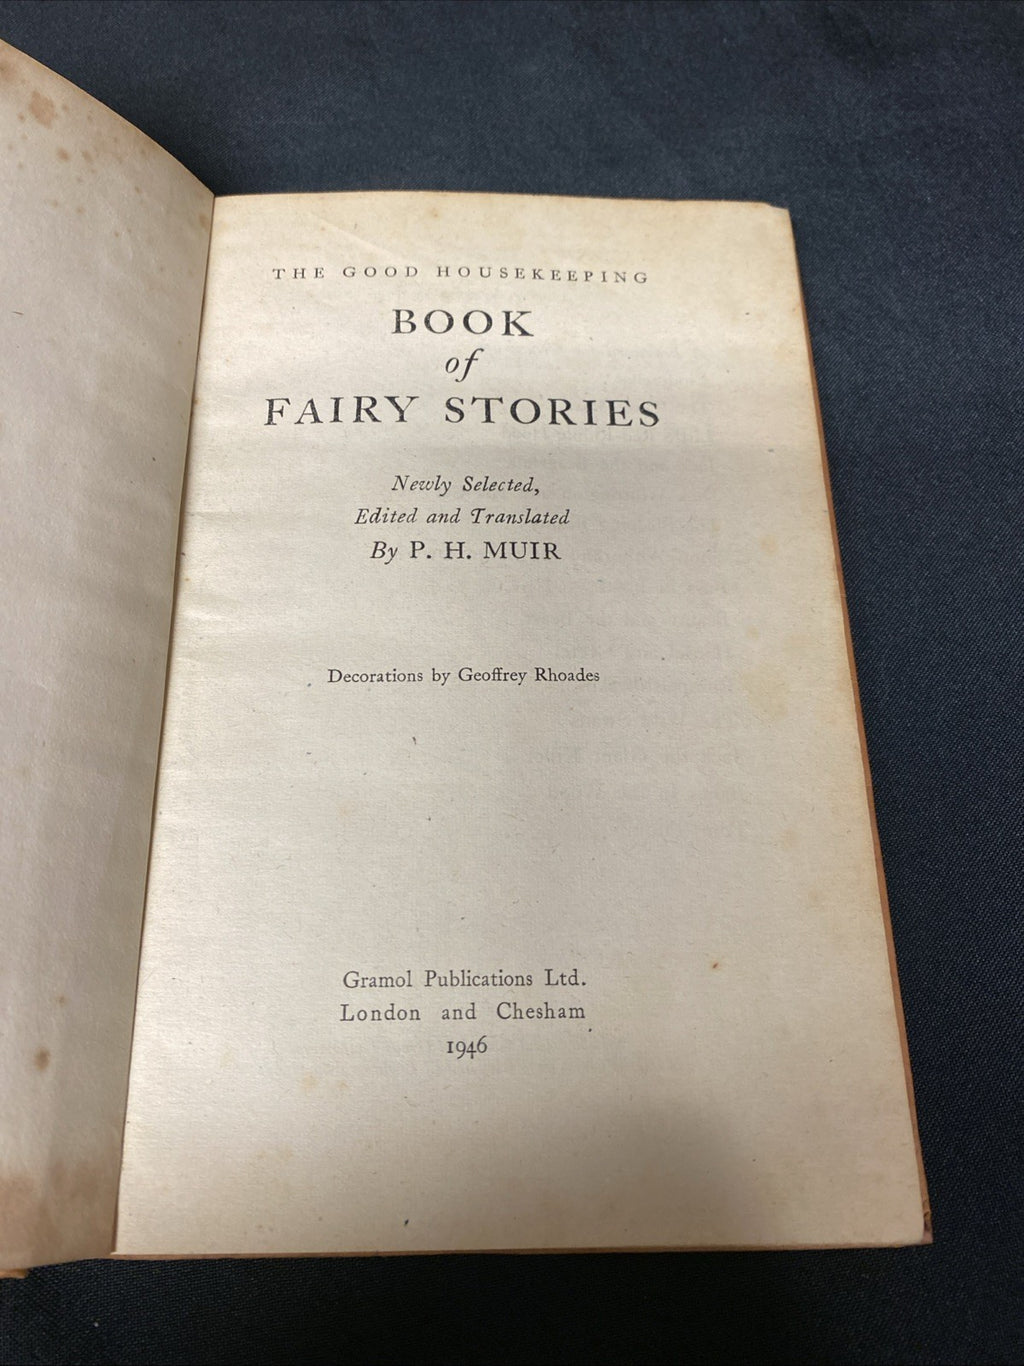 THE GOOD HOUSEKEEPING
BOOK
of
FAIRY STORIES
Newly Selected,
Edited and Translated
By P. H. MUIR
Decorations by Geoffrey Rhoades
Gramol Publications Ltd.
London and Chesham
1946